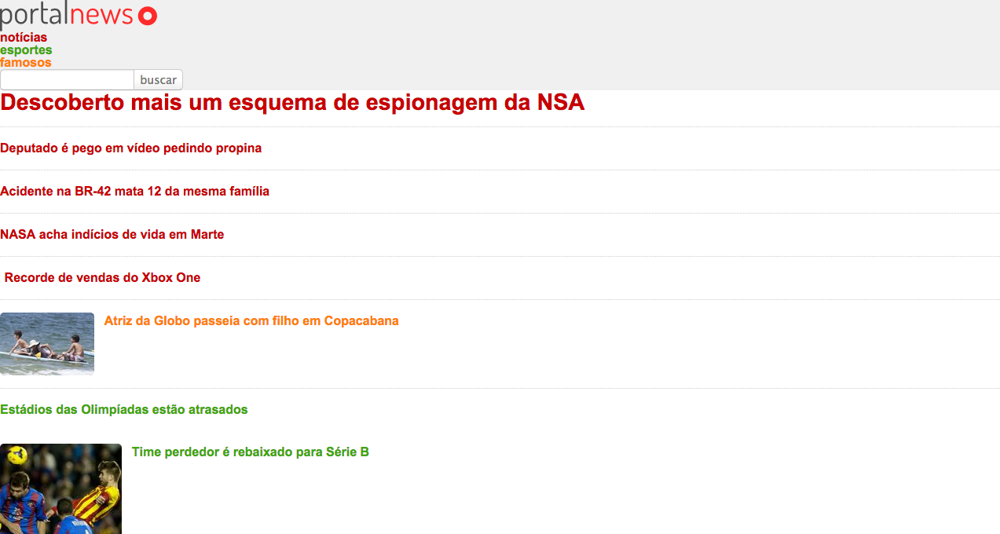 portalnews
notícias
esportes
famosos
buscar
Descoberto mais um esquema de espionagem da NSA
Deputado é pego em vídeo pedindo propina
Acidente na BR-42 mata 12 da mesma família
NASA acha indícios de vida em Marte
Recorde de vendas do Xbox One
Atriz da Globo passeia com filho em Copacabana
Estádios das Olimpíadas estão atrasados
Time perdedor é rebaixado para Série B